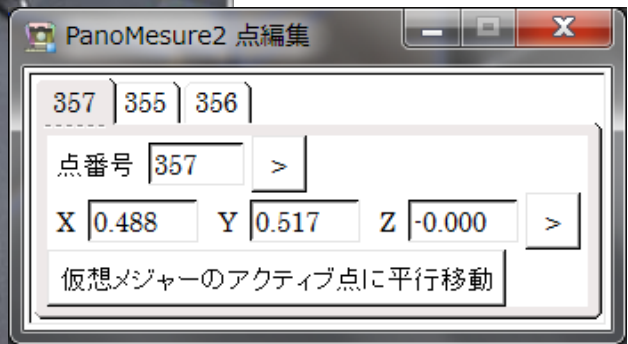 PanoMesure2 点編集
357 355 356
点番号 357 >
X 0.488 Y 0.517 Z -0.000 >
仮想メジャーのアクティブ点に平行移動